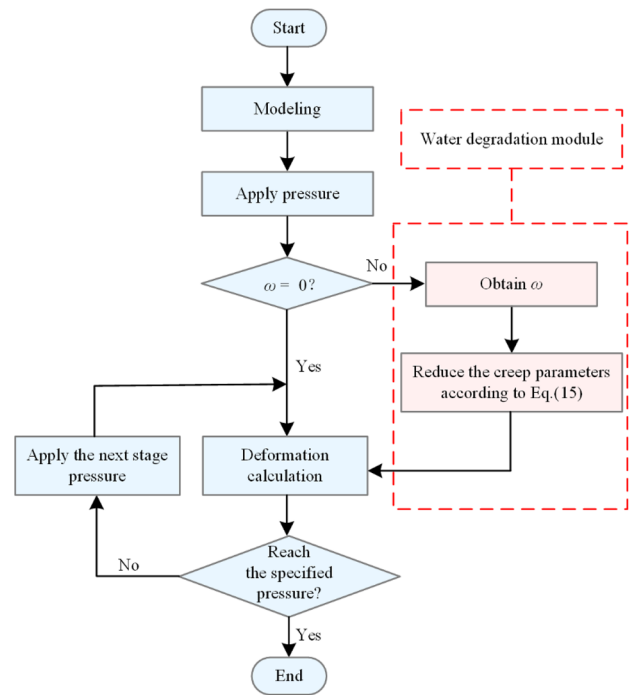 Start
Modeling
Water degradation module
Apply pressure
ω = 0?
No
Obtain ω
Yes
Reduce the creep parameters
according to Eq.(15)
Apply the next stage
pressure
Deformation
calculation
Reach
the specified
pressure?
No
Yes
End